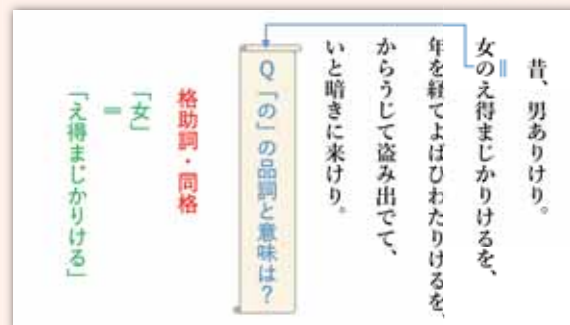 昔、男ありけり。
女のえ得まじかりけるを、
年を経てよばひわたりけるを、
からうじて盗み出でて、
いと暗きに来けり。
Q「の」の品詞と意味は？
格助詞・同格
「女」
＝
「え得まじかりける」